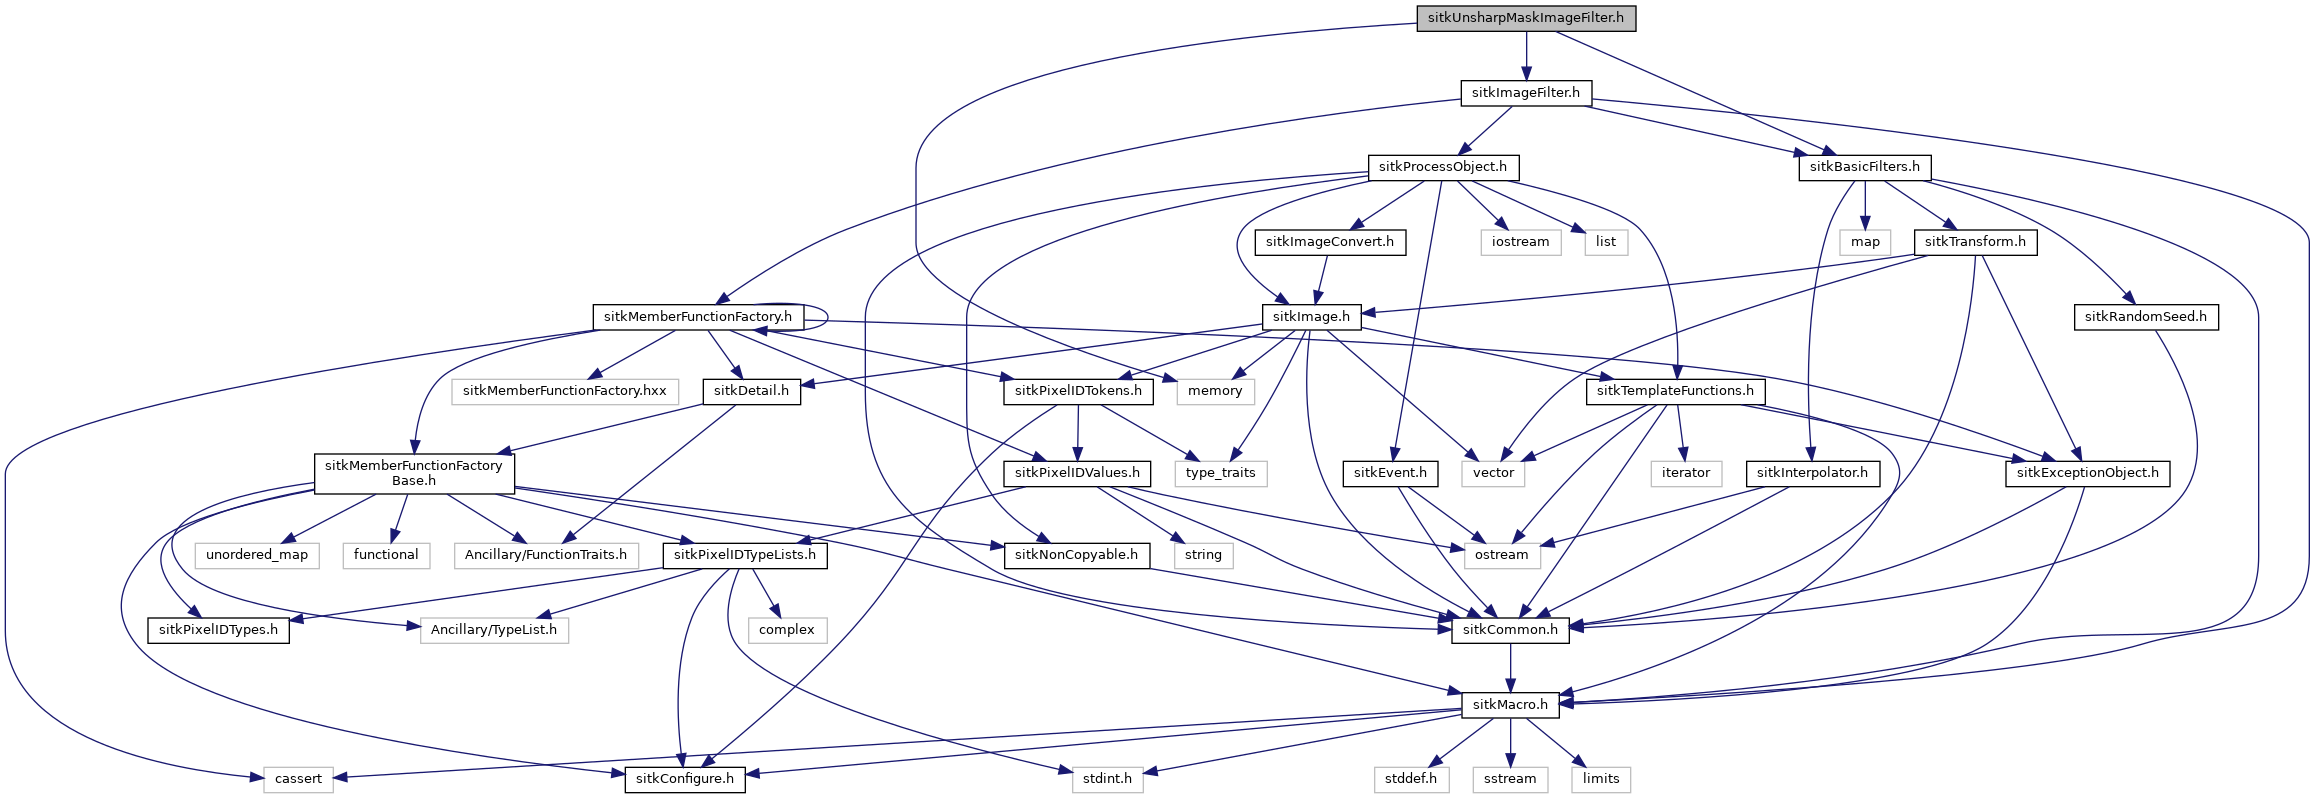 sitkUnsharpMaskImageFilter.h
sitkImageFilter.h
sitkProcessObject.h
sitkBasicFilters.h
sitkImageConvert.h
iostream
list
map
sitkTransform.h
sitkMemberFunctionFactory.h
sitkImage.h
sitkRandomSeed.h
sitkMemberFunctionFactory.hxx
sitkDetail.h
sitkPixelIDTokens.h
memory
sitkTemplateFunctions.h
sitkMemberFunctionFactory
Base.h
sitkPixelIDValues.h
type_traits
sitkEvent.h
vector
iterator
sitkInterpolator.h
sitkExceptionObject.h
unordered_map
functional
Ancillary/FunctionTraits.h
sitkPixelIDTypeLists.h
sitkNonCopyable.h
string
ostream
sitkPixelIDTypes.h
Ancillary/TypeList.h
complex
sitkCommon.h
sitkMacro.h
cassert
sitkConfigure.h
stdint.h
stddef.h
sstream
limits